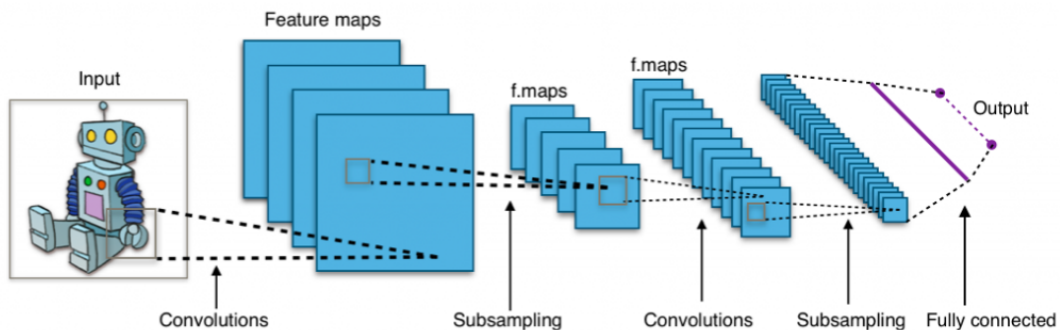 Feature maps
Input
f.maps
f.maps
Output
Convolutions
Subsampling
Convolutions
Subsampling
Fully connected